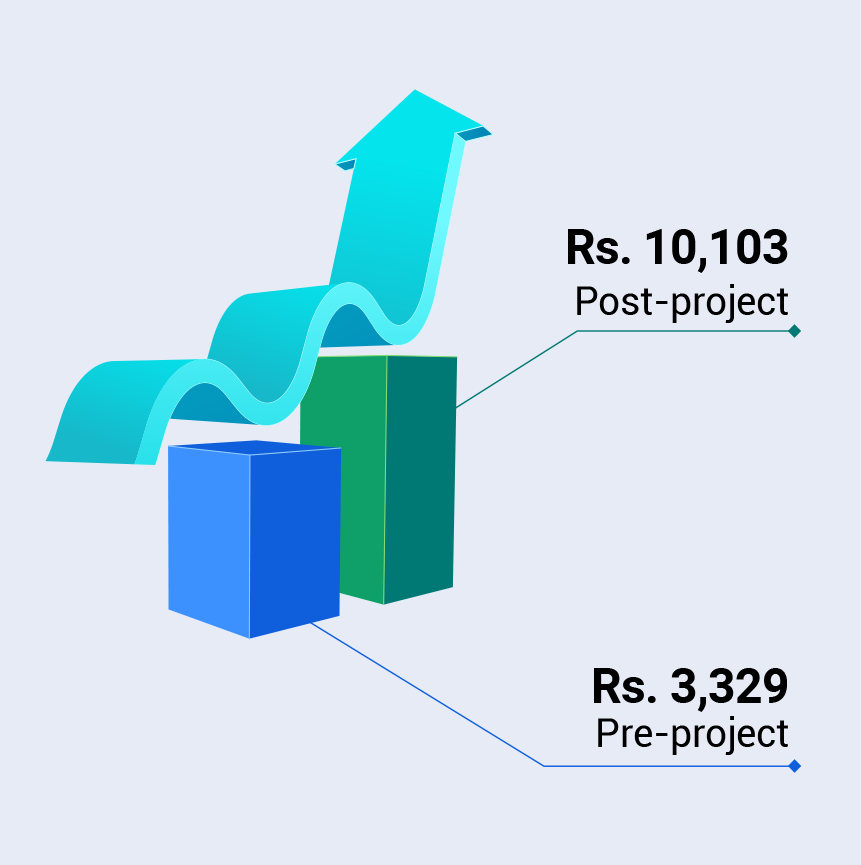 Rs. 10,103
Post-project
Rs. 3,329
Pre-project